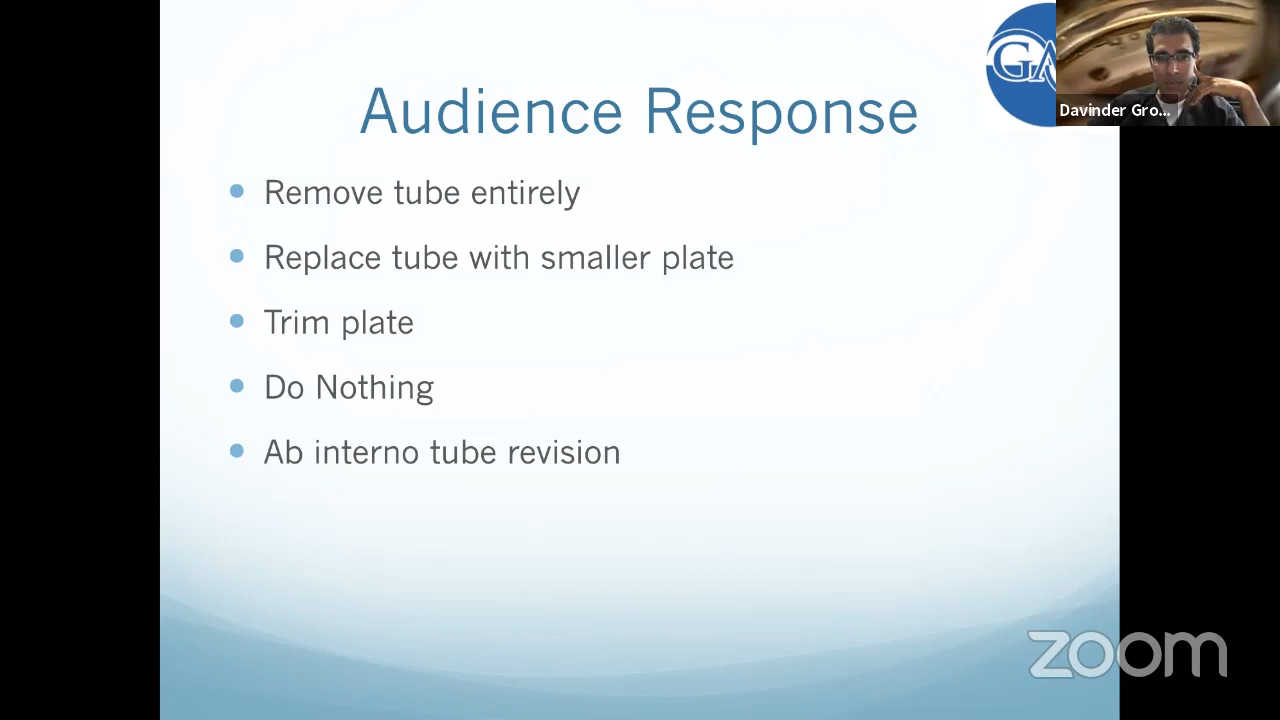 Audience Response
GA
Davinder Gro...
Remove tube entirely
Replace tube with smaller plate
Trim plate
Do Nothing
Ab interno tube revision
zoom